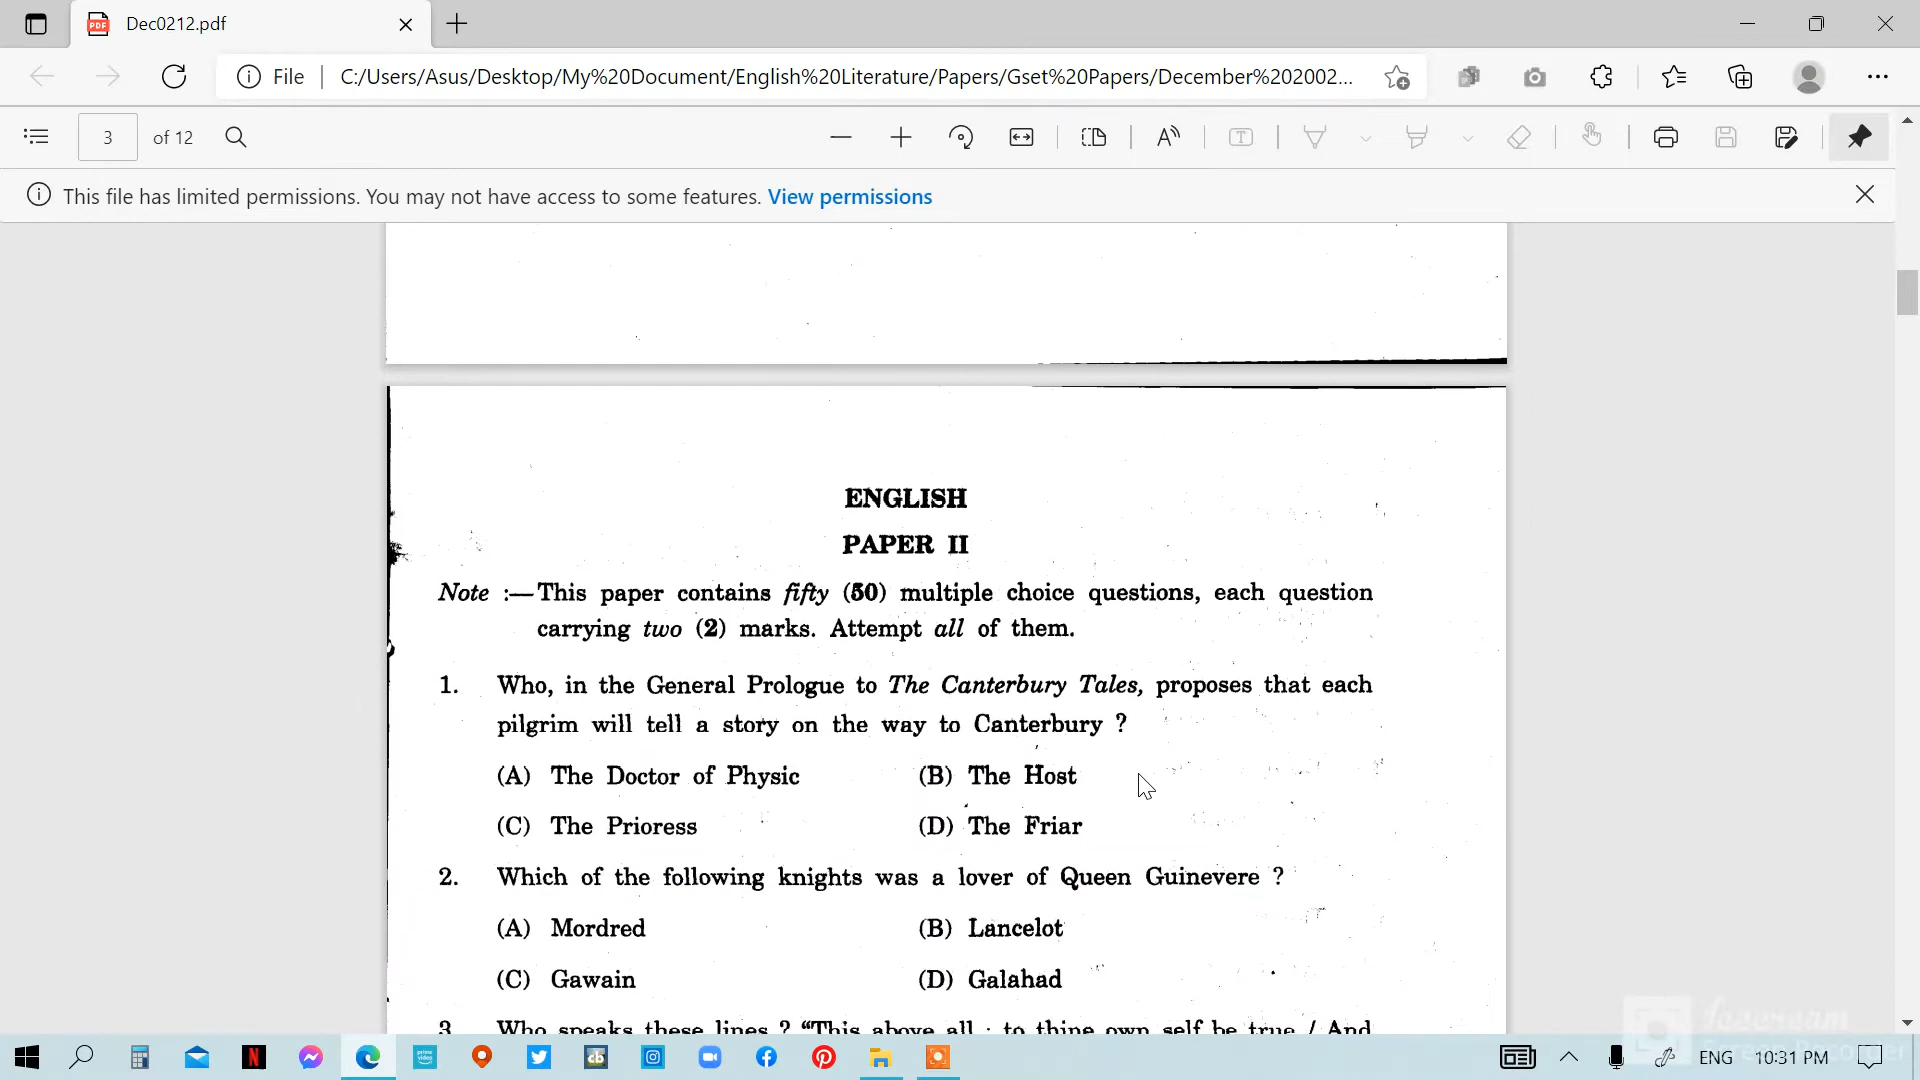 Dec0212.pdf
File
C:/Users/Asus/Desktop/My%20Document/English%20Literature/Papers/Gset%20Papers/December%202002...
3 of 12
This file has limited permissions. You may not have access to some features. View permissions
ENGLISH
PAPER II
Note :—This paper contains fifty (50) multiple choice questions, each question
carrying two (2) marks. Attempt all of them.
1. Who, in the General Prologue to The Canterbury Tales, proposes that each
pilgrim will tell a story on the way to Canterbury ?
(A) The Doctor of Physic (B) The Host
(C) The Prioress (D) The Friar
2. Which of the following knights was a lover of Queen Guinevere ?
(A) Mordred (B) Lancelot
(C) Gawain (D) Galahad
3. Who speaks these lines ? “This above all : to thine own self be true / And
Icecream
Screen Recorder
ENG 10:31 PM